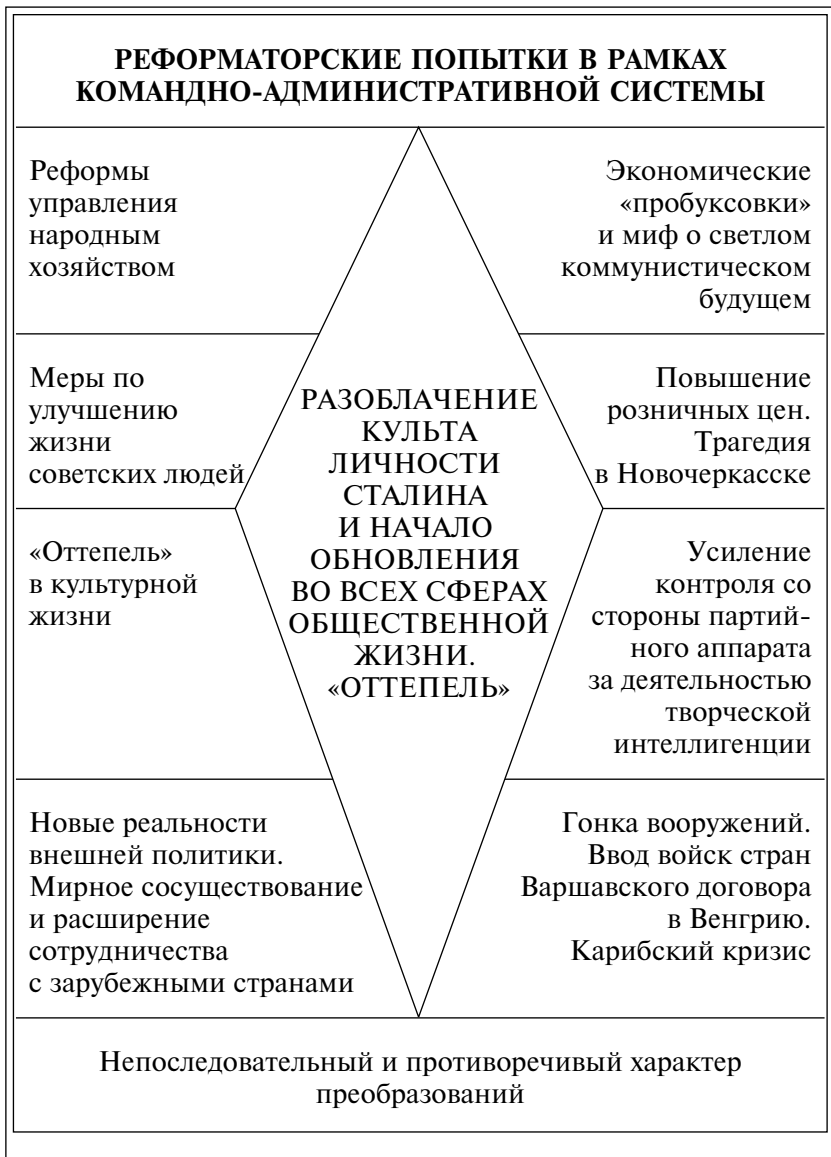 РЕФОРМАТОРСКИЕ ПОПЫТКИ В РАМКАХ
КОМАНДНО-АДМИНИСТРАТИВНОЙ СИСТЕМЫ
Реформы
управления
народным
хозяйством
Экономические
«пробуксовки»
и миф о светлом
коммунистическом
будущем
Меры по
улучшению
жизни
советских людей
РАЗОБЛАЧЕНИЕ
КУЛЬТА
ЛИЧНОСТИ
СТАЛИНА
И НАЧАЛО
ОБНОВЛЕНИЯ
ВО ВСЕХ СФЕРАХ
ОБЩЕСТВЕННОЙ
ЖИЗНИ.
«ОТТЕПЕЛЬ»
Повышение
розничных цен.
Трагедия
в Новочеркасске
«Оттепель»
в культурной
жизни
Усиление
контроля со
стороны партий-
ного аппарата
за деятельностью
творческой
интеллигенции
Новые реальности
внешней политики.
Мирное сосуществование
и расширение
сотрудничества
с зарубежными странами
Гонка вооружений.
Ввод войск стран
Варшавского договора
в Венгрию.
Карибский кризис
Непоследовательный и противоречивый характер
преобразований